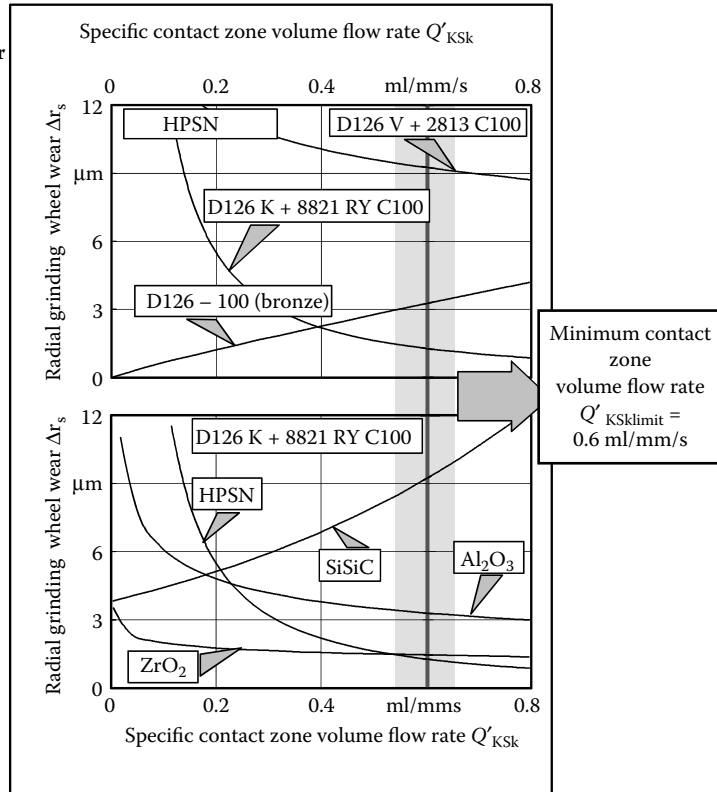 Specific contact zone volume flow rate Q′KSk
r
0 0.2 0.4 ml/mm/s 0.8
12
μm
6
3
0
Radial grinding wheel wear Δrs
HPSN
D126 V + 2813 C100
D126 K + 8821 RY C100
D126 – 100 (bronze)
Minimum contact
zone
volume flow rate
Q′KSklimit =
0.6 ml/mm/s
12
μm
6
3
0
Radial grinding wheel wear Δrs
D126 K + 8821 RY C100
HPSN
SiSiC
Al2O3
ZrO2
0 0.2 0.4 ml/mms 0.8
Specific contact zone volume flow rate Q′KSk